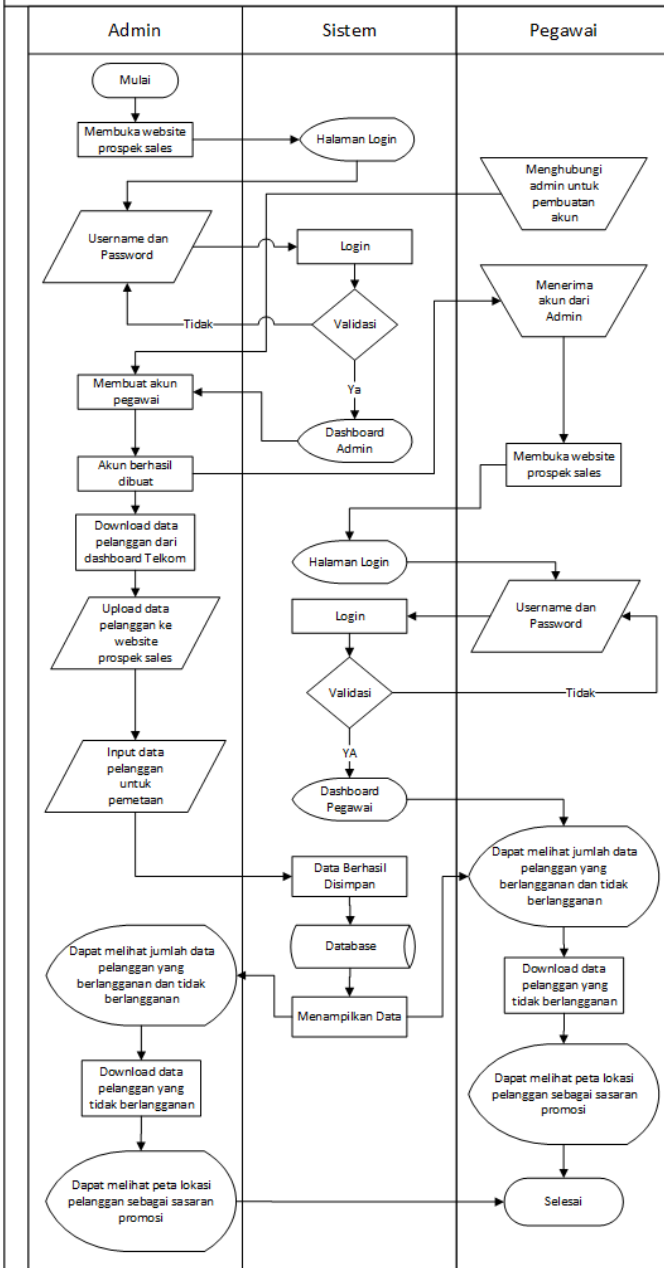 Admin
Sistem
Pegawai
Mulai
Membuka website
prospek sales
Halaman Login
Menghubungi
admin untuk
pembuatan
akun
Username dan
Password
Login
Menerima
akun dari
Admin
Tidak
Validasi
Ya
Membuat akun
pegawai
Dashboard
Admin
Akun berhasil
dibuat
Membuka website
prospek sales
Download data
pelanggan dari
dashboard Telkom
Halaman Login
Upload data
pelanggan ke
website
prospek sales
Login
Username dan
Password
Validasi
Tidak
YA
Input data
pelanggan
untuk
pemetaan
Dashboard
Pegawai
Dapat melihat jumlah data
pelanggan yang
berlangganan dan tidak
berlangganan
Data Berhasil
Disimpan
Database
Dapat melihat jumlah data
pelanggan yang
berlangganan dan tidak
berlangganan
Download data
pelanggan yang
tidak berlangganan
Menampilkan Data
Download data
pelanggan yang
tidak berlangganan
Dapat melihat peta lokasi
pelanggan sebagai sasaran
promosi
Dapat melihat peta lokasi
pelanggan sebagai sasaran
promosi
Selesai